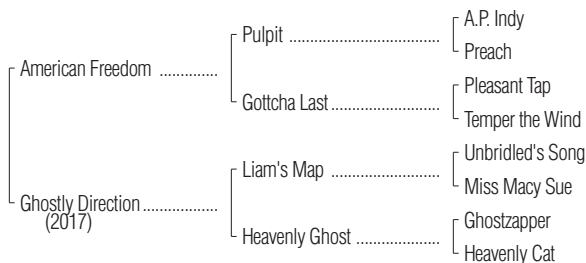 A.P. Indy
Pulpit ........................................
Preach
American Freedom ...............
Pleasant Tap
Gottcha Last .............................
Temper the Wind
Unbridled's Song
Liam's Map .............................
Miss Macy Sue
Ghostly Direction ...................
(2017)
Ghostzapper
Heavenly Ghost ......................
Heavenly Cat